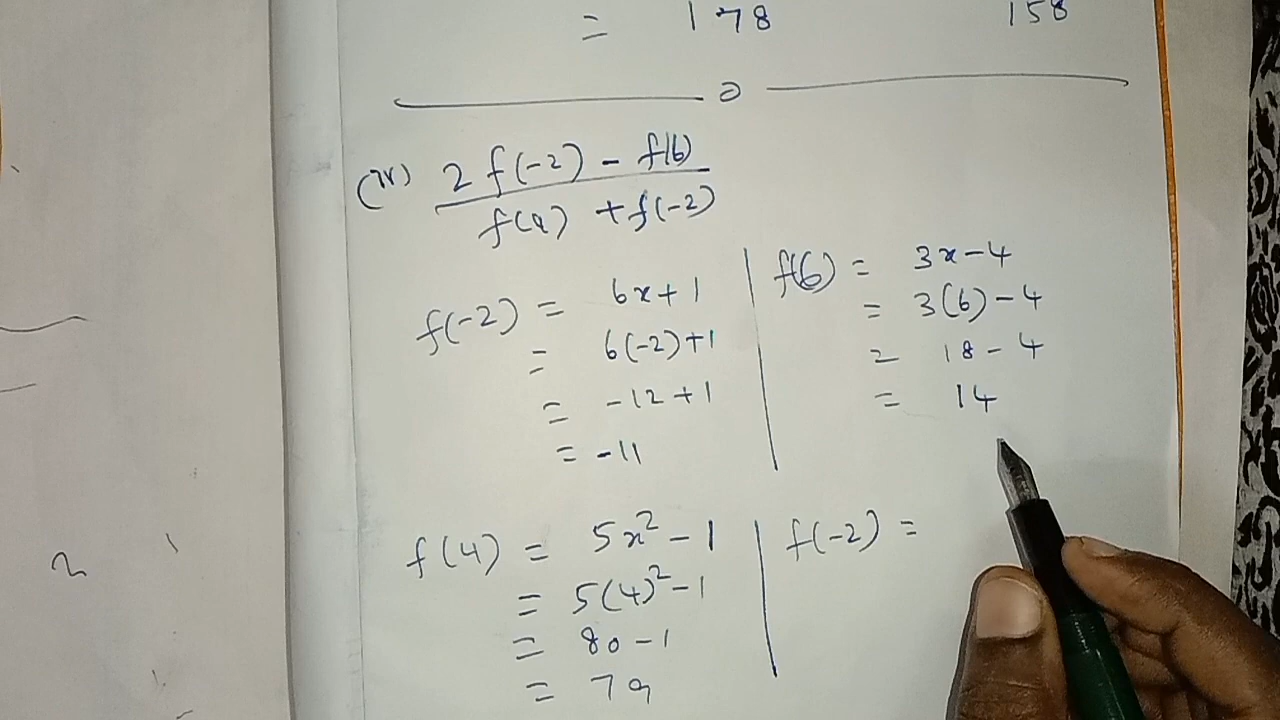 = 178 158
(iv) 2 f(-2) - f(6)
f(4) + f(-2)
f(-2) = 6x+1
= 6(-2)+1
= -12+1
= -11
f(6) = 3x-4
= 3(6)-4
= 18-4
= 14
f(4) = 5x² - 1
= 5(4)² - 1
= 80-1
= 79
f(-2) =